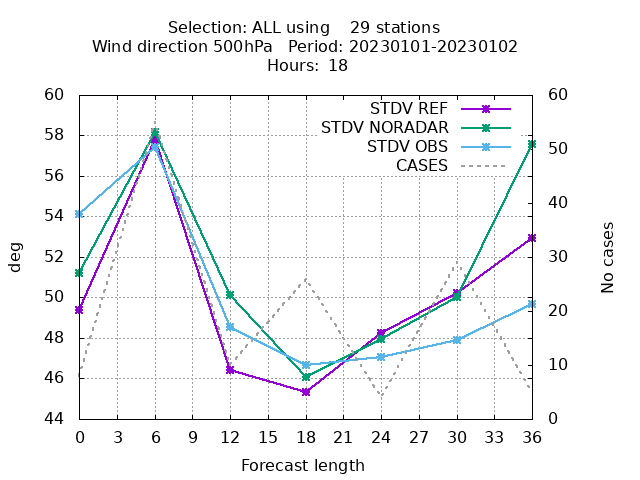 Selection: ALL using    29 stations
Wind direction 500hPa   Period: 20230101-20230102
Hours: 18
60 60
STDV REF
STDV NORADAR
58
STDV OBS
50
CASES
56
40
54
deg
52
30
No cases
50
20
48
10
46
44 0
0 3 6 9 12 15 18 21 24 27 30 33 36
Forecast length